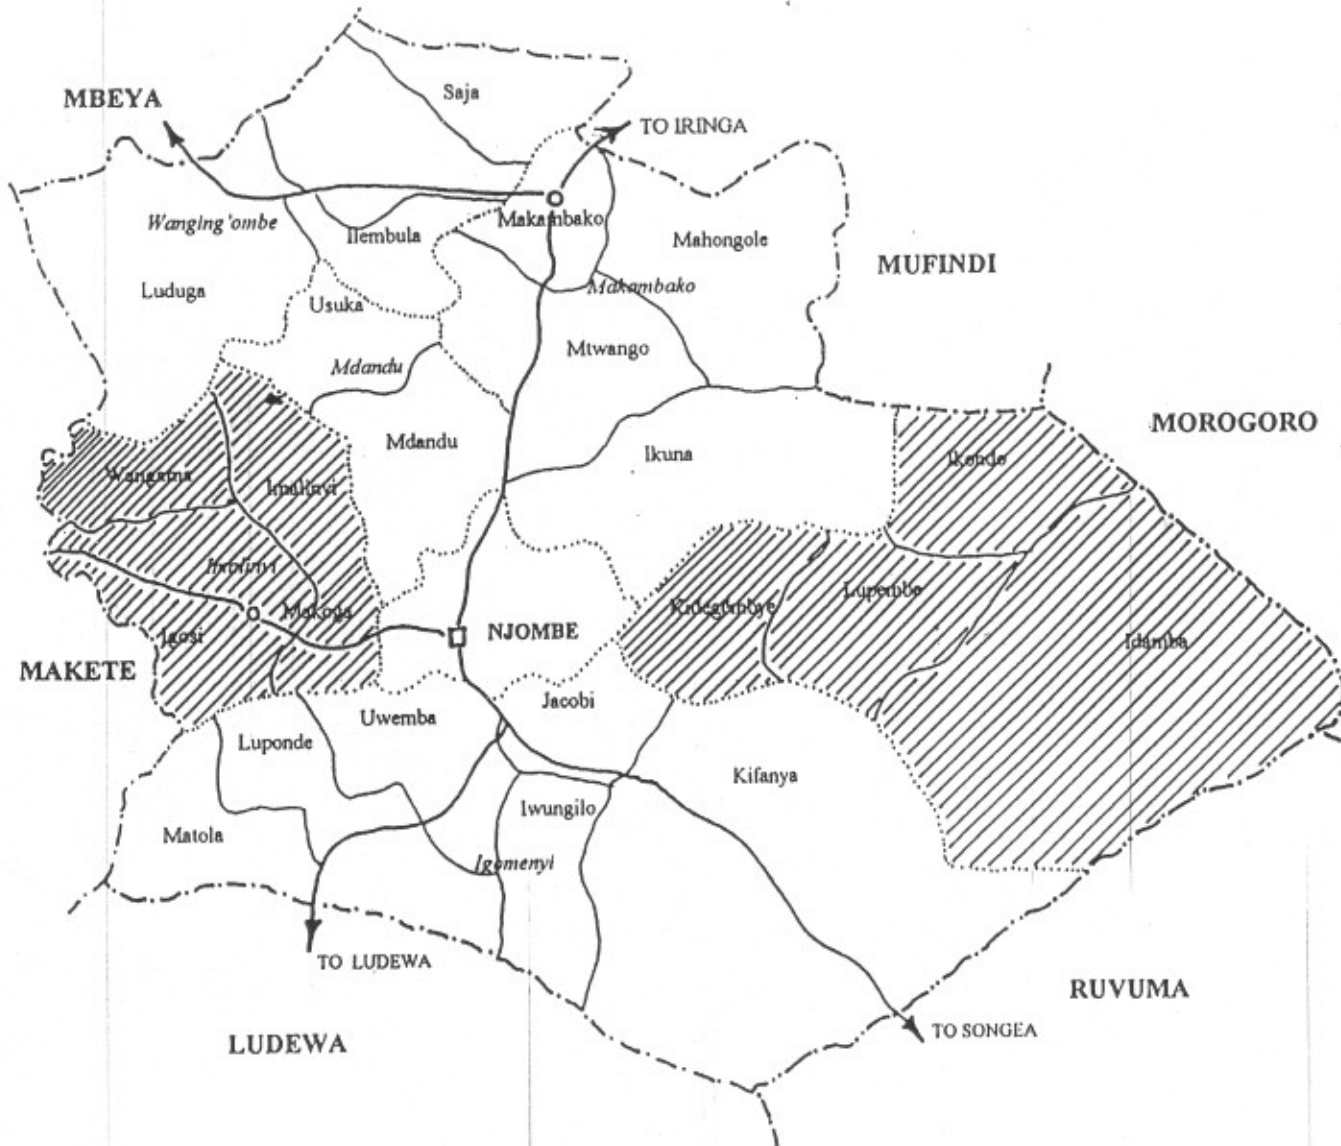 Saja
MBEYA
TO IRINGA
Wanging'ombe
Ilembula
Makambako
Mahongole
MUFINDI
Luduga
Usuka
Makambako
Mtwango
Mdandu
Mdandu
Ikuna
MOROGORO
Ikondo
Wangama
Imalinyi
Imalinyi
Makoga
Igosi
NJOMBE
Kidegembye
Lupembe
Idamba
MAKETE
Uwemba
Jacobi
Luponde
Kifanya
Matola
Iwungilo
Igomenyi
TO LUDEWA
RUVUMA
LUDEWA
TO SONGEA